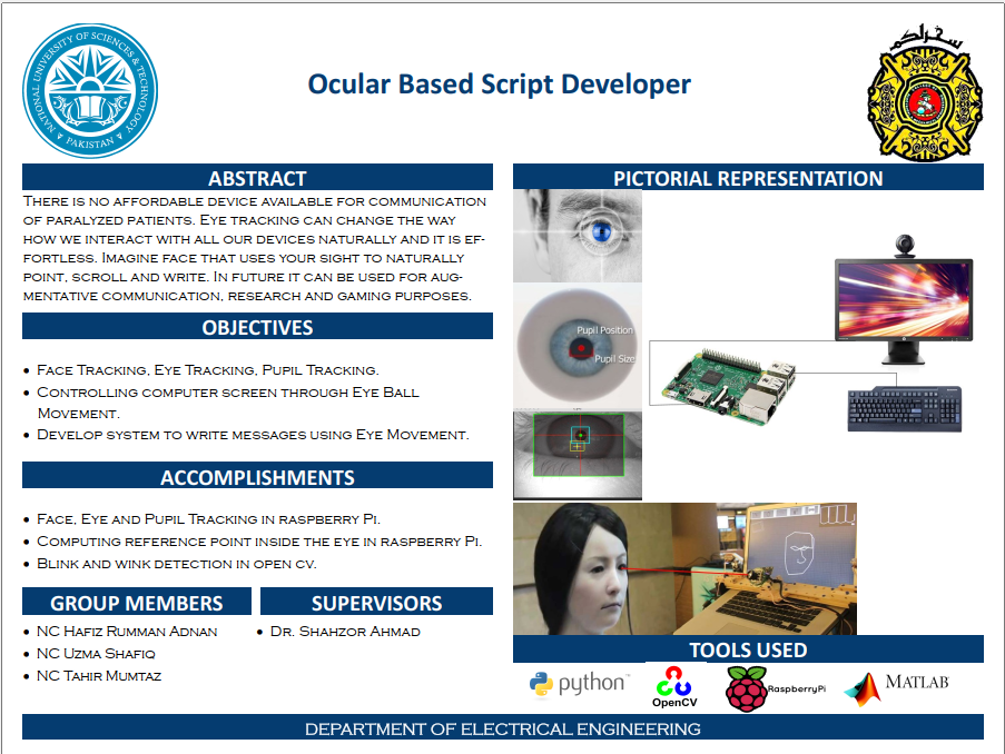 NATIONAL UNIVERSITY OF SCIENCES & TECHNOLOGY
PAKISTAN
Ocular Based Script Developer
ABSTRACT
There is no affordable device available for communication
of paralyzed patients. Eye tracking can change the way
how we interact with all our devices naturally and it is ef-
fortless. Imagine face that uses your sight to naturally
point, scroll and write. In future it can be used for aug-
mentative communication, research and gaming purposes.
OBJECTIVES
• Face Tracking, Eye Tracking, Pupil Tracking.
• Controlling computer screen through Eye Ball
Movement.
• Develop system to write messages using Eye Movement.
ACCOMPLISHMENTS
• Face, Eye and Pupil Tracking in raspberry Pi.
• Computing reference point inside the eye in raspberry Pi.
• Blink and wink detection in open cv.
GROUP MEMBERS
• NC Hafiz Rumman Adnan
• NC Uzma Shafiq
• NC Tahir Mumtaz
SUPERVISORS
• Dr. Shahzor Ahmad
PICTORIAL REPRESENTATION
Pupil Position
Pupil Size
TOOLS USED
python™
OpenCV
RaspberryPi
Matlab
DEPARTMENT OF ELECTRICAL ENGINEERING